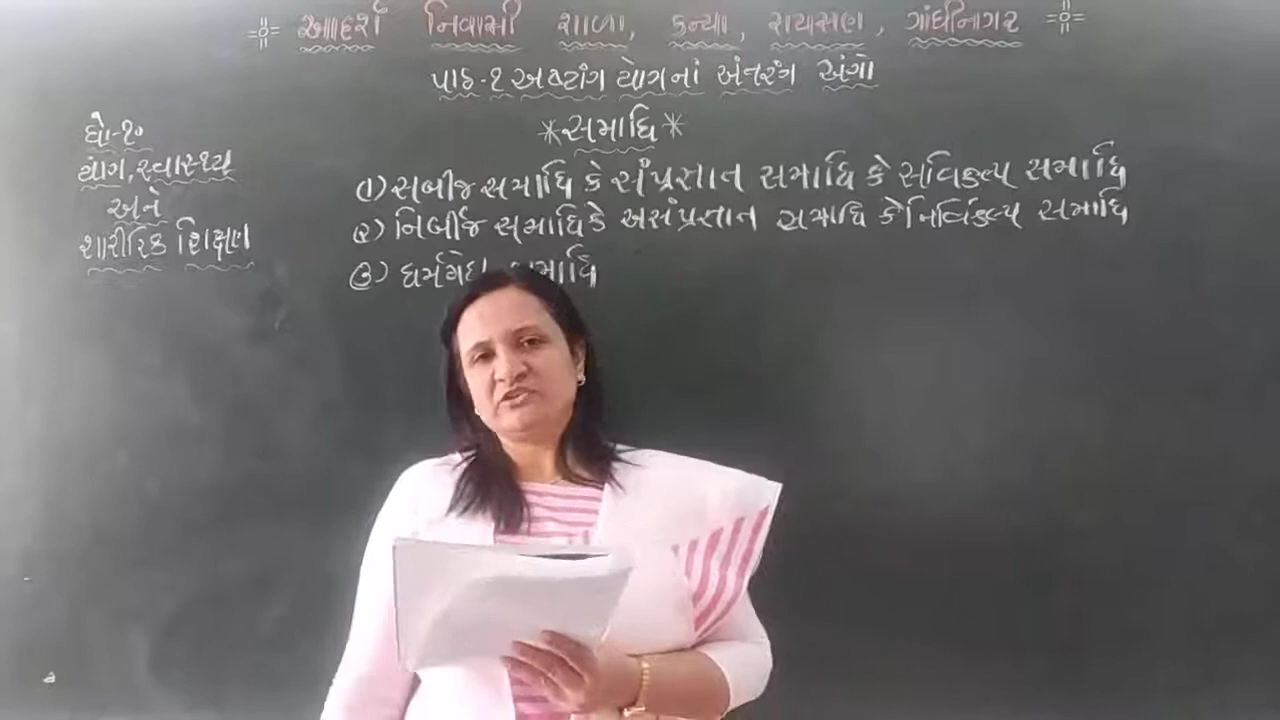 આદર્શ નિવાસી શાળા, કન્યા, રાયસણ, ગાંધીનગર
પાઠ-૧ અષ્ટાંગ યોગનાં અંતરંગ અંગો
*સમાધિ*
ધો-૧૦
યોગ, સ્વાસ્થ્ય
અને
શારીરિક શિક્ષણ
(૧) સબીજ સમાધિ કે સંપ્રજ્ઞાત સમાધિ કે સવિકલ્પ સમાધિ
(૨) નિર્બીજ સમાધિ કે અસંપ્રજ્ઞાત સમાધિ કે નિર્વિકલ્પ સમાધિ
(૩) ધર્મમેઘ સમાધિ